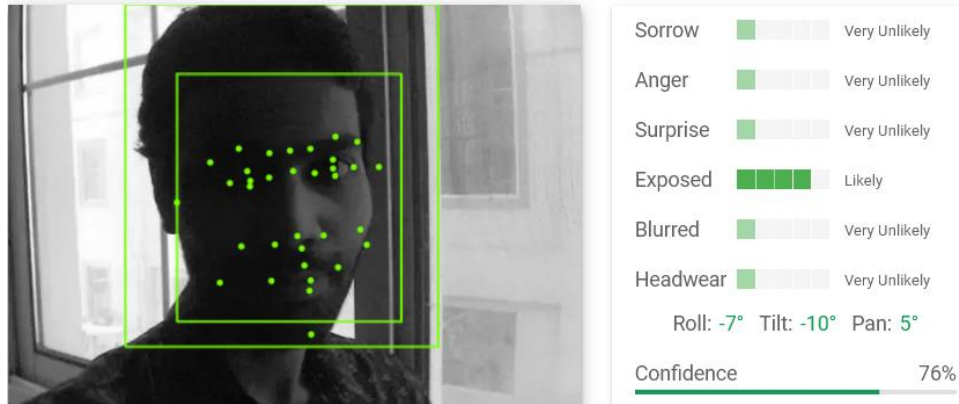 Sorrow Very Unlikely
Anger Very Unlikely
Surprise Very Unlikely
Exposed Likely
Blurred Very Unlikely
Headwear Very Unlikely
Roll: -7° Tilt: -10° Pan: 5°
Confidence 76%